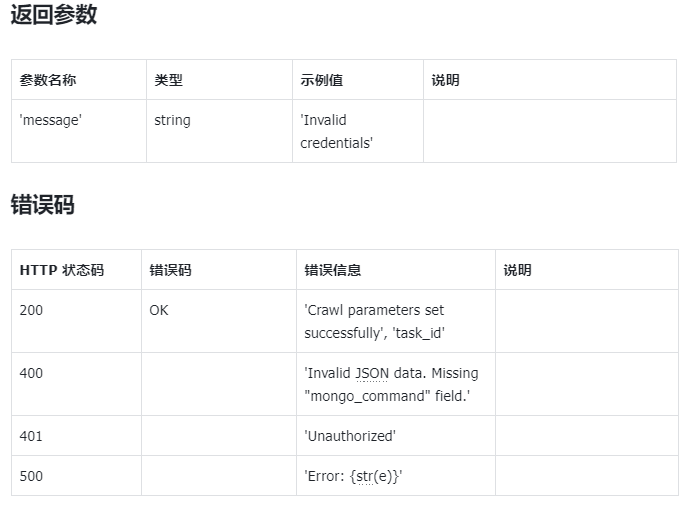 返回参数
参数名称 类型 示例值 说明
'message' string 'Invalid
credentials'
错误码
HTTP 状态码 错误码 错误信息 说明
200 OK 'Crawl parameters set
successfully', 'task_id'
400 'Invalid JSON data. Missing
"mongo_command" field.'
401 'Unauthorized'
500 'Error: {str(e)}'